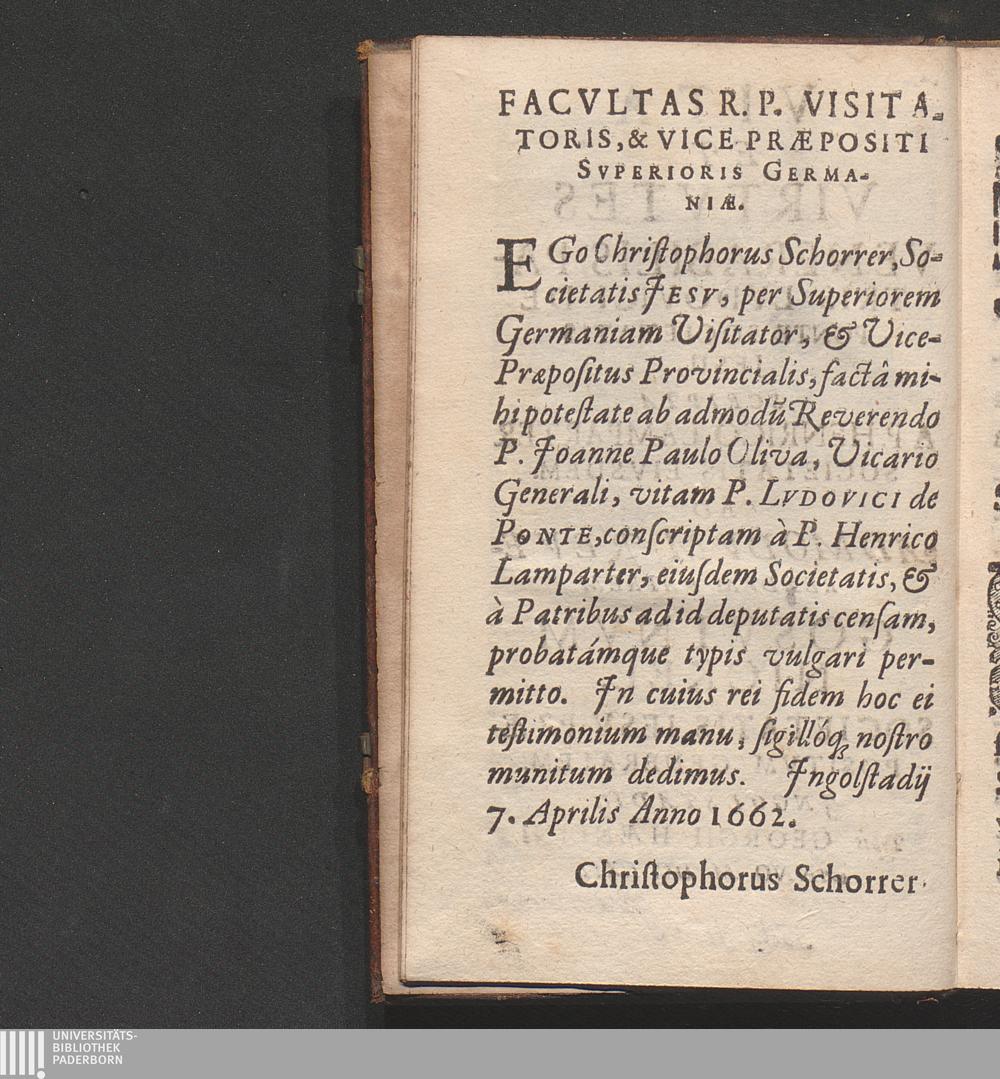 FACVLTAS R. P. VISITA-
TORIS, & VICE-PRÆPOSITI
SVPERIORIS GERMA-
NIÆ.
EGo Chriſtophorus Schorrer, So-
cietatis JESV, per Superiorem
Germaniam Viſitator, & Vice-
Præpoſitus Provincialis, factâ mi-
hi poteſtate ab admodũ Reverendo
P. Joanne Paulo Oliva, Vicario
Generali, vitam P. LVDOVICI de
PONTE, conſcriptam à P. Henrico
Lamparter, eiuſdem Societatis, &
à Patribus ad id deputatis cenſam,
probatámque typis vulgari per-
mitto. In cuius rei fidem hoc ei
teſtimonium manu, ſigillóqꝫ noſtro
munitum dedimus. Ingolſtadij
7. Aprilis Anno 1662.
Chriſtophorus Schorrer.
UNIVERSITÄTS-
BIBLIOTHEK
PADERBORN